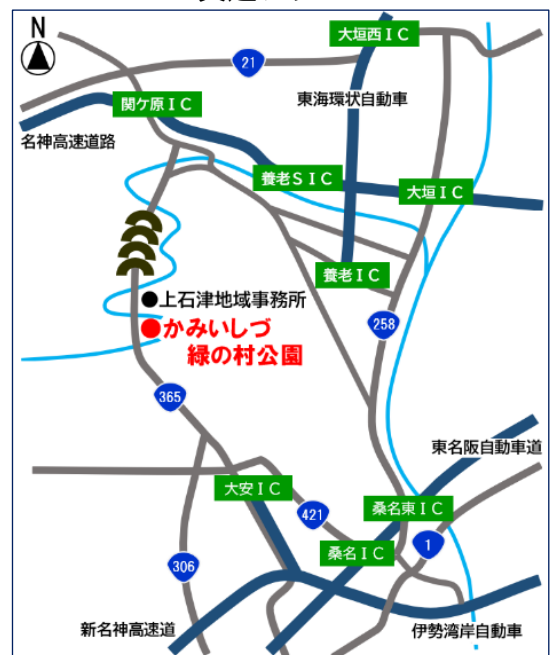 N
大垣西ＩＣ
21
東海環状自動車
関ケ原ＩＣ
名神高速道路
養老ＳＩＣ
大垣ＩＣ
養老ＩＣ
上石津地域事務所
かみいしづ
緑の村公園
258
365
東名阪自動車道
大安ＩＣ
桑名東ＩＣ
421
1
桑名ＩＣ
306
新名神高速道
伊勢湾岸自動車